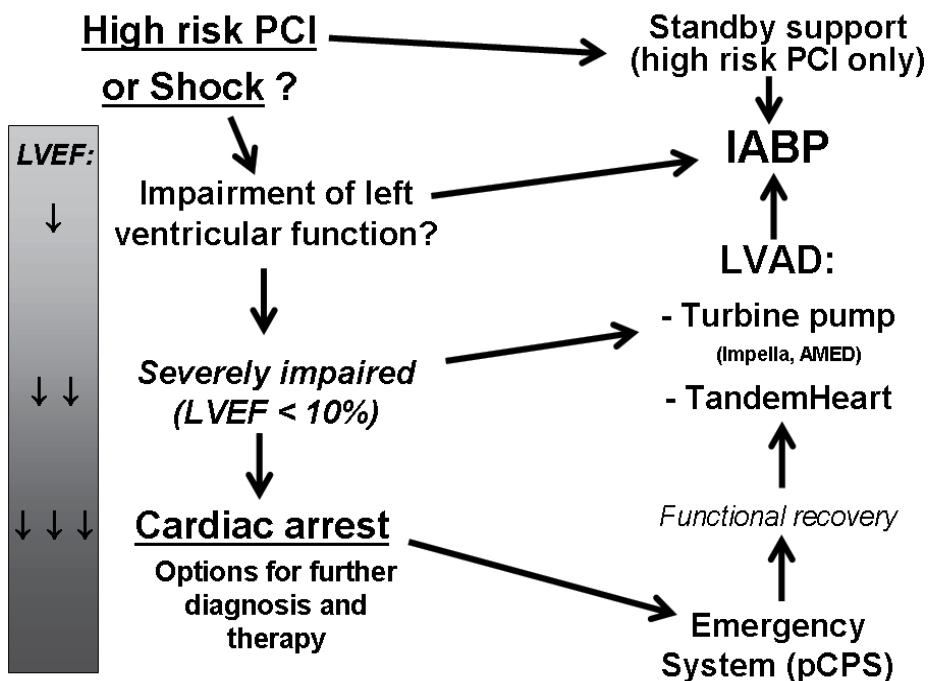 High risk PCI
or Shock ?
Standby support
(high risk PCI only)
LVEF:
IABP
↓
Impairment of left
ventricular function?
LVAD:
- Turbine pump
(Impella, AMED)
↓ ↓
Severely impaired
(LVEF < 10%)
- TandemHeart
↓ ↓ ↓
Cardiac arrest
Functional recovery
Options for further
diagnosis and
therapy
Emergency
System (pCPS)